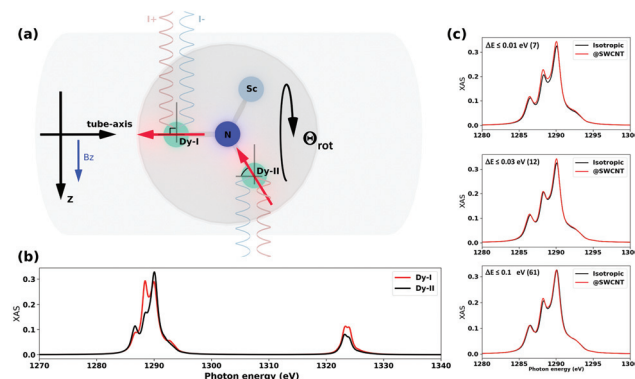 (a)
I+ I-
Sc
N
tube-axis
Dy-I
Θrot
Bz
Dy-II
Z
(b)
XAS
0.3
0.2
0.1
0.0
Dy-I
Dy-II
1270 1280 1290 1300 1310 1320 1330 1340
Photon energy (eV)
(c)
ΔE ≤ 0.01 eV (7)
Isotropic
@SWCNT
XAS
0.3
0.2
0.1
0.0
1280 1285 1290 1295 1300
ΔE ≤ 0.03 eV (12)
Isotropic
@SWCNT
XAS
0.3
0.2
0.1
0.0
1280 1285 1290 1295 1300
ΔE ≤ 0.1 eV (61)
Isotropic
@SWCNT
XAS
0.3
0.2
0.1
0.0
1280 1285 1290 1295 1300
Photon energy (eV)